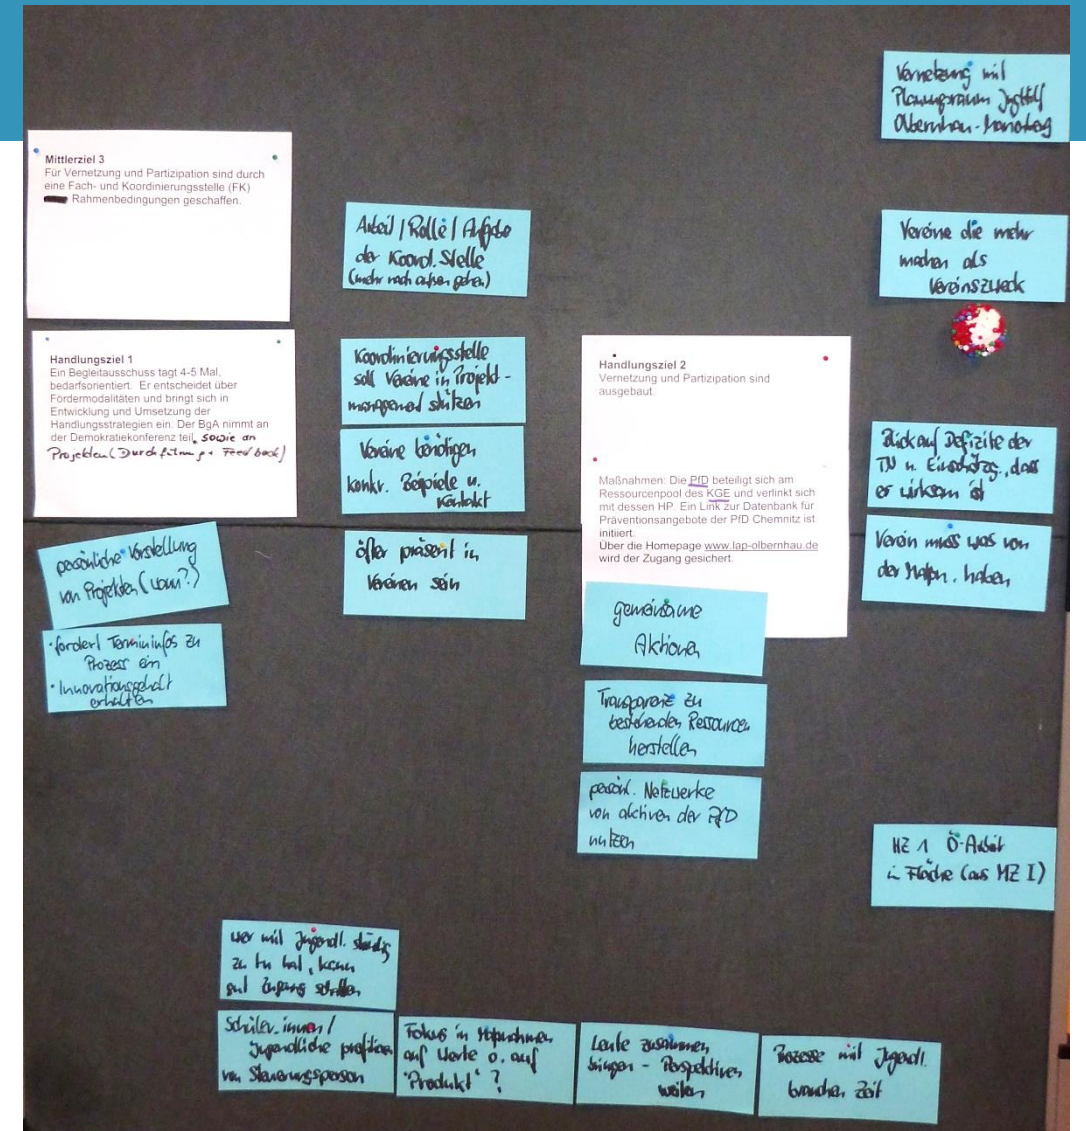 Mittlerziel 3
Für Vernetzung und Partizipation sind durch
eine Fach- und Koordinierungsstelle (FK)
Rahmenbedingungen geschaffen.
Handlungsziel 1
Ein Begleitausschuss tagt 4-5 Mal,
bedarfsorientiert. Er entscheidet über
Fördermodalitäten und bringt sich in
Entwicklung und Umsetzung der
Handlungsstrategien ein. Der BgA nimmt an
der Demokratiekonferenz teil, sowie an
Projekten (Durchführung + Feedback)
persönliche Vorstellung
von Projekten (wann?)
• fordert Termininfos zu
Prozess ein
• Innovationsgehalt
erhalten
Arbeit / Rolle / Aufgabe
der Koord. Stelle
(mehr nach außen gehen)
Koordinierungsstelle
soll Vereine in Projekt-
management stützen
Vereine benötigen
konkr. Beispiele u.
Kontakt
öfter präsent in
Vereinen sein
Handlungsziel 2
Vernetzung und Partizipation sind
ausgebaut.
Maßnahmen: Die PfD beteiligt sich am
Ressourcenpool des KGE und verlinkt sich
mit dessen HP. Ein Link zur Datenbank für
Präventionsangebote der PfD Chemnitz ist
initiiert.
Über die Homepage www.lap-olbernhau.de
wird der Zugang gesichert.
gemeinsame
Aktionen
Transparenz zu
bestehenden Ressourcen
herstellen
persönl. Netzwerke
von aktiven der PfD
nutzen
Vernetzung mit
Planungsraum
Olbernhau-Marienberg
Vereine die mehr
machen als
Vereinszweck
Blick auf Defizite der
TN u. Einschätzg., dass
er wirksam ist
Verein muss was von
der Maßn. haben
HZ 1 Ö-Arbeit
in Fläche (aus MZ I)
wer mit Jugendl. ständig
zu tun hat, kann
gut Zugang schaffen
Schüler.innen /
Jugendliche profitieren
von Steuerungsperson
Fokus in Maßnahmen
auf Werte o. auf
"Produkt" ?
Leute zusammen
bringen - Perspektiven
weiten
Prozesse mit Jugendl.
brauchen Zeit